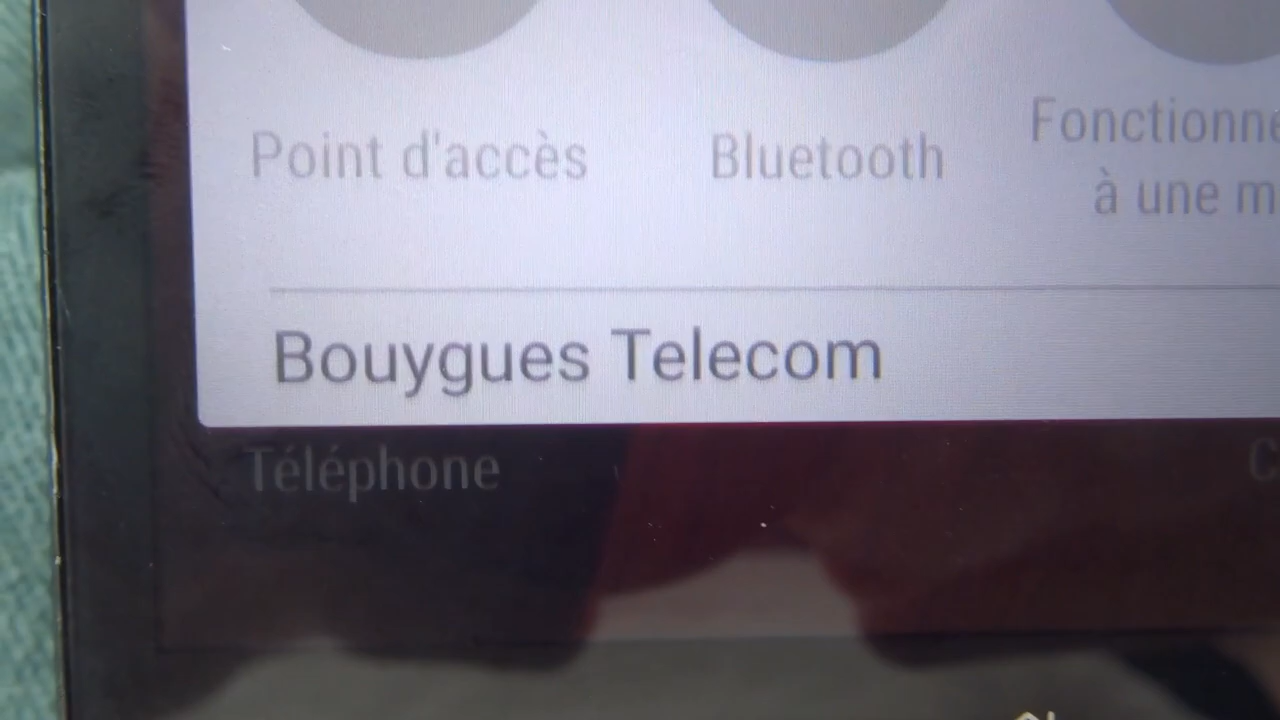 Point d'accès
Bluetooth
Fonctionne
à une m
Bouygues Telecom
Téléphone
C